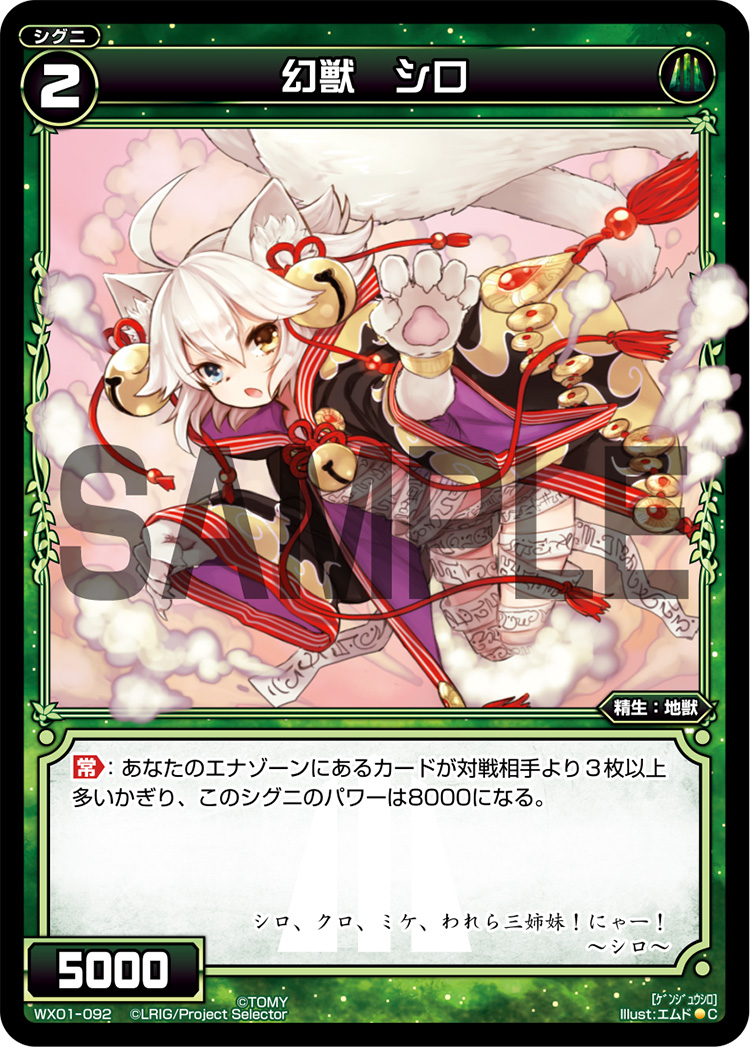 シグニ
2
幻獣 シロ
SAMPLE
精生：地獣
常：あなたのエナゾーンにあるカードが対戦相手より３枚以上
多いかぎり、このシグニのパワーは8000になる。
シロ、クロ、ミケ、われら三姉妹！にゃー！
～シロ～
5000
WX01-092 ©LRIG/Project Selector
©TOMY
[ｹﾞﾝｼﾞｭｳｼﾛ]
Illust:エムド C